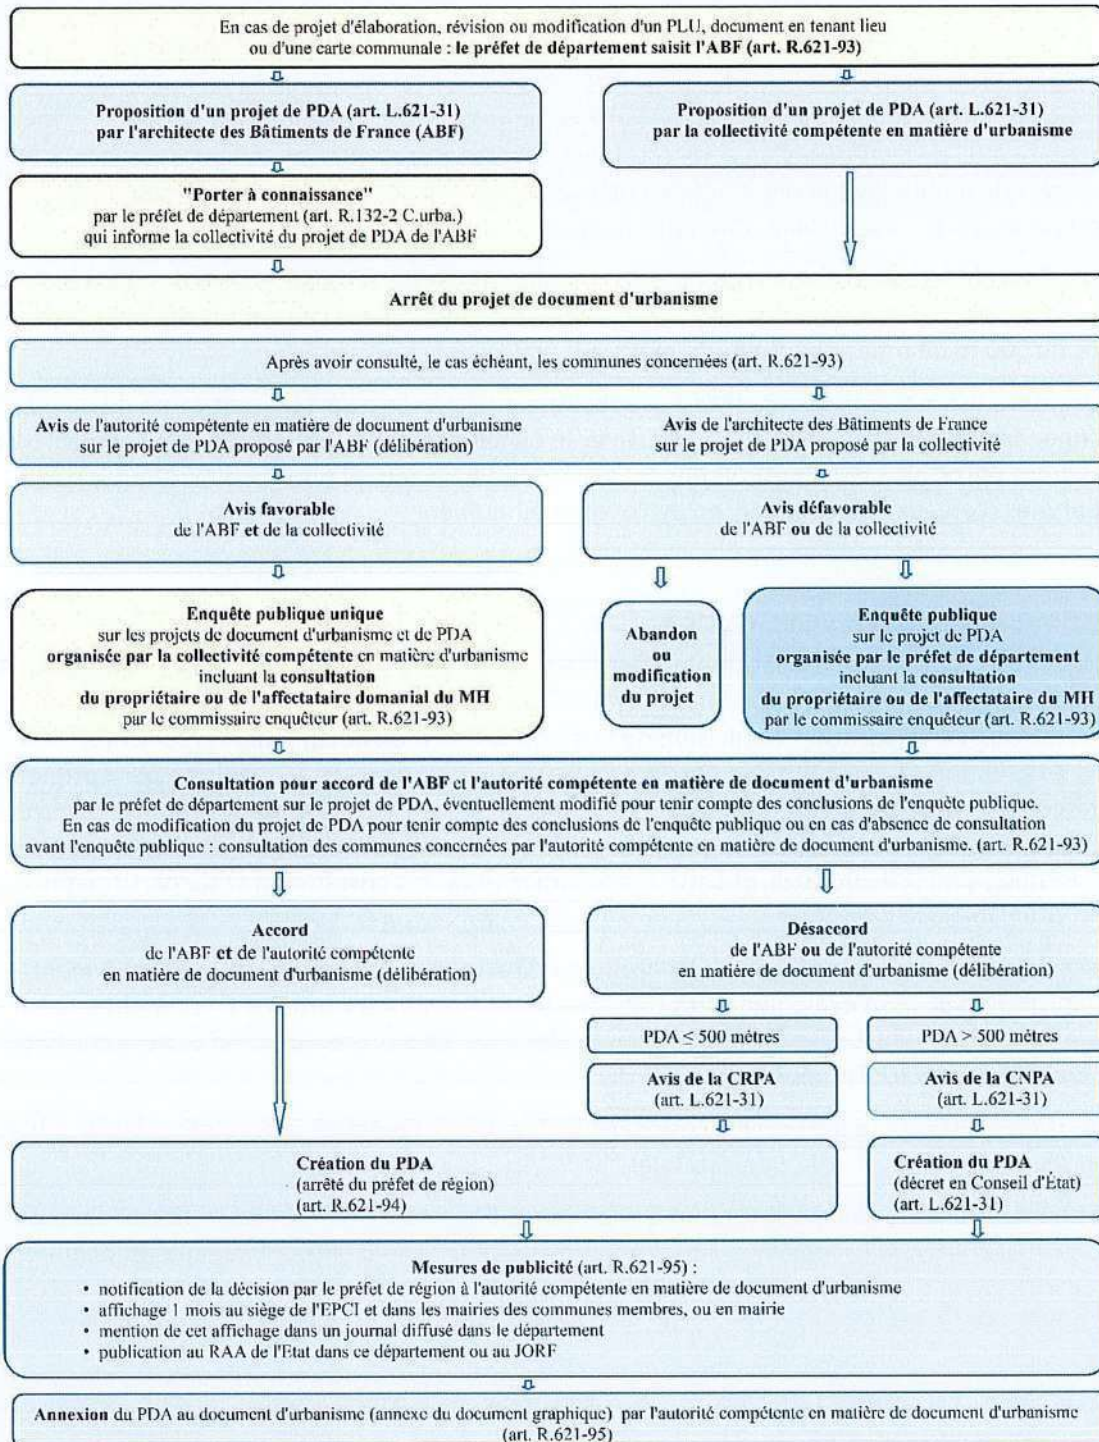 En cas de projet d'élaboration, révision ou modification d'un PLU, document en tenant lieu
ou d'une carte communale : le préfet de département saisit l'ABF (art. R.621-93)
Proposition d'un projet de PDA (art. L.621-31)
par l'architecte des Bâtiments de France (ABF)
Proposition d'un projet de PDA (art. L.621-31)
par la collectivité compétente en matière d'urbanisme
"Porter à connaissance"
par le préfet de département (art. R.132-2 C.urba.)
qui informe la collectivité du projet de PDA de l'ABF
Arrêt du projet de document d'urbanisme
Après avoir consulté, le cas échéant, les communes concernées (art. R.621-93)
Avis de l'autorité compétente en matière de document d'urbanisme
sur le projet de PDA proposé par l'ABF (délibération)
Avis de l'architecte des Bâtiments de France
sur le projet de PDA proposé par la collectivité
Avis favorable
de l'ABF et de la collectivité
Avis défavorable
de l'ABF ou de la collectivité
Enquête publique unique
sur les projets de document d'urbanisme et de PDA
organisée par la collectivité compétente en matière d'urbanisme
incluant la consultation
du propriétaire ou de l'affectataire domanial du MH
par le commissaire enquêteur (art. R.621-93)
Abandon
ou
modification
du projet
Enquête publique
sur le projet de PDA
organisée par le préfet de département
incluant la consultation
du propriétaire ou de l'affectataire du MH
par le commissaire enquêteur (art. R.621-93)
Consultation pour accord de l'ABF et l'autorité compétente en matière de document d'urbanisme
par le préfet de département sur le projet de PDA, éventuellement modifié pour tenir compte des conclusions de l'enquête publique.
En cas de modification du projet de PDA pour tenir compte des conclusions de l'enquête publique ou en cas d'absence de consultation
avant l'enquête publique : consultation des communes concernées par l'autorité compétente en matière de document d'urbanisme. (art. R.621-93)
Accord
de l'ABF et de l'autorité compétente
en matière de document d'urbanisme (délibération)
Désaccord
de l'ABF ou de l'autorité compétente
en matière de document d'urbanisme (délibération)
PDA ≤ 500 mètres
PDA > 500 mètres
Avis de la CRPA
(art. L.621-31)
Avis de la CNPA
(art. L.621-31)
Création du PDA
(arrêté du préfet de région)
(art. R.621-94)
Création du PDA
(décret en Conseil d'État)
(art. L.621-31)
Mesures de publicité (art. R.621-95) :
• notification de la décision par le préfet de région à l'autorité compétente en matière de document d'urbanisme
• affichage 1 mois au siège de l'EPCI et dans les mairies des communes membres, ou en mairie
• mention de cet affichage dans un journal diffusé dans le département
• publication au RAA de l'Etat dans ce département ou au JORF
Annexion du PDA au document d'urbanisme (annexe du document graphique) par l'autorité compétente en matière de document d'urbanisme
(art. R.621-95)